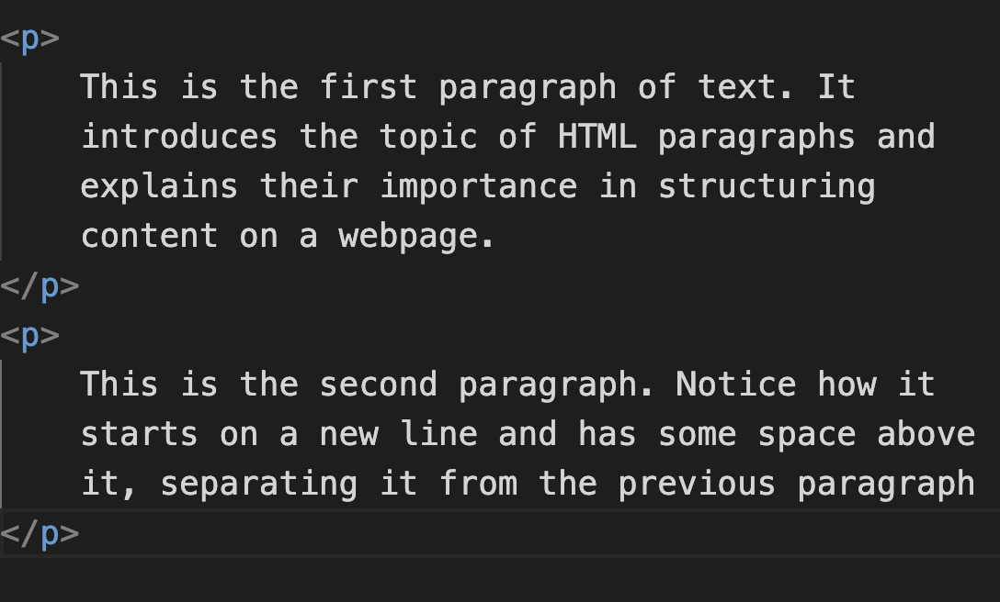 <p>
This is the first paragraph of text. It
introduces the topic of HTML paragraphs and
explains their importance in structuring
content on a webpage.
</p>
<p>
This is the second paragraph. Notice how it
starts on a new line and has some space above
it, separating it from the previous paragraph
</p>